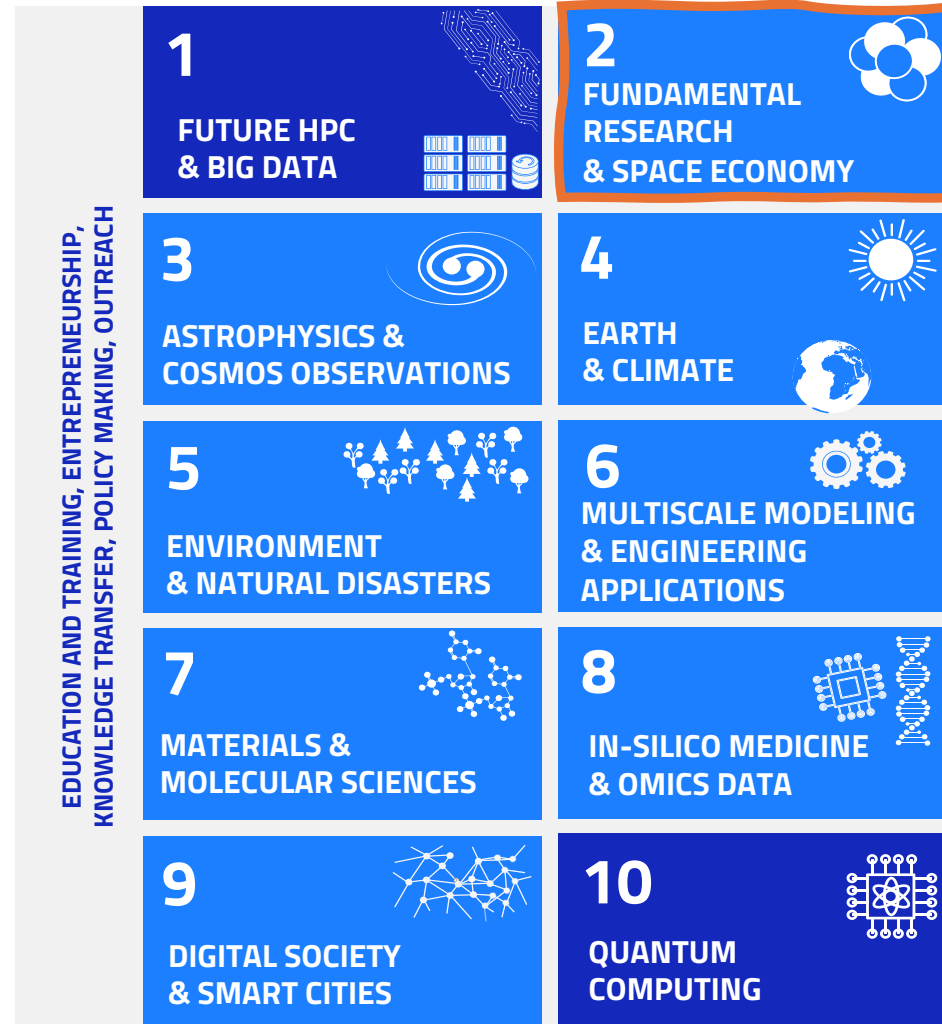 EDUCATION AND TRAINING, ENTREPRENEURSHIP,
KNOWLEDGE TRANSFER, POLICY MAKING, OUTREACH
1
FUTURE HPC
& BIG DATA
2
FUNDAMENTAL
RESEARCH
& SPACE ECONOMY
3
ASTROPHYSICS &
COSMOS OBSERVATIONS
4
EARTH
& CLIMATE
5
ENVIRONMENT
& NATURAL DISASTERS
6
MULTISCALE MODELING
& ENGINEERING
APPLICATIONS
7
MATERIALS &
MOLECULAR SCIENCES
8
IN-SILICO MEDICINE
& OMICS DATA
9
DIGITAL SOCIETY
& SMART CITIES
10
QUANTUM
COMPUTING